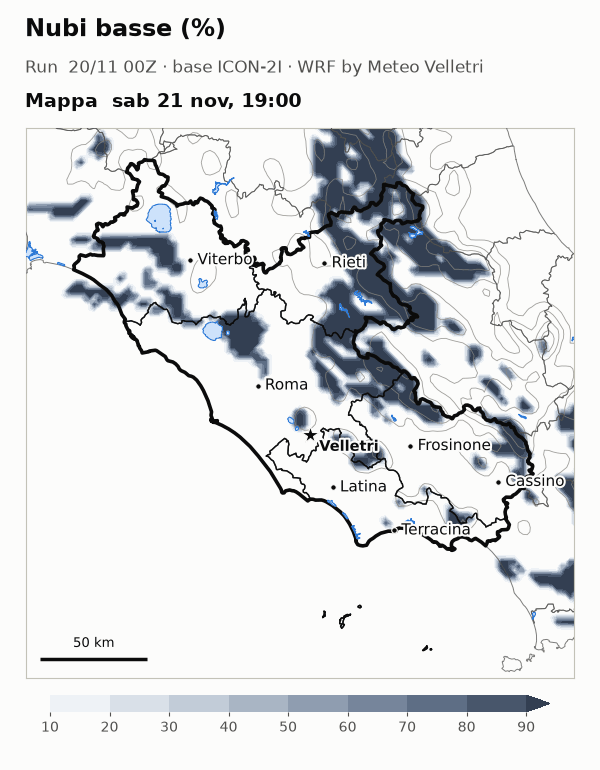 Nubi basse (%)
Run  20/11 00Z · base ICON-2I · WRF by Meteo Velletri
Mappa  sab 21 nov, 19:00
Viterbo
Rieti
Roma
Velletri
Frosinone
Cassino
Latina
Terracina
50 km
10 20 30 40 50 60 70 80 90